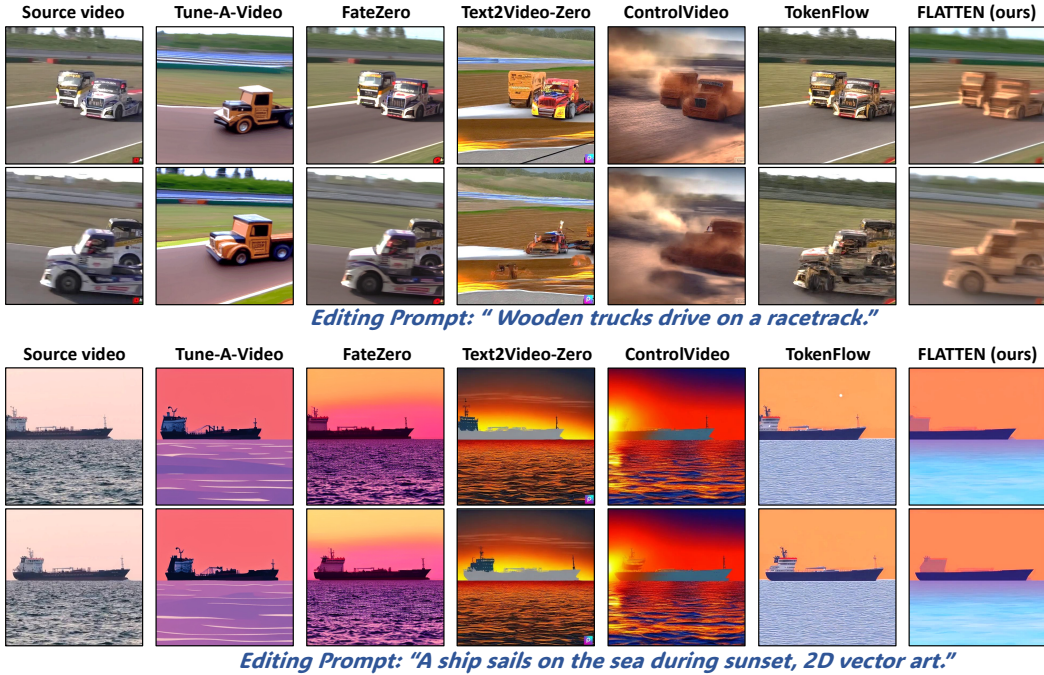 Source video Tune-A-Video FateZero Text2Video-Zero ControlVideo TokenFlow FLATTEN (ours)
Editing Prompt: “ Wooden trucks drive on a racetrack.”
Source video Tune-A-Video FateZero Text2Video-Zero ControlVideo TokenFlow FLATTEN (ours)
Editing Prompt: “A ship sails on the sea during sunset, 2D vector art.”